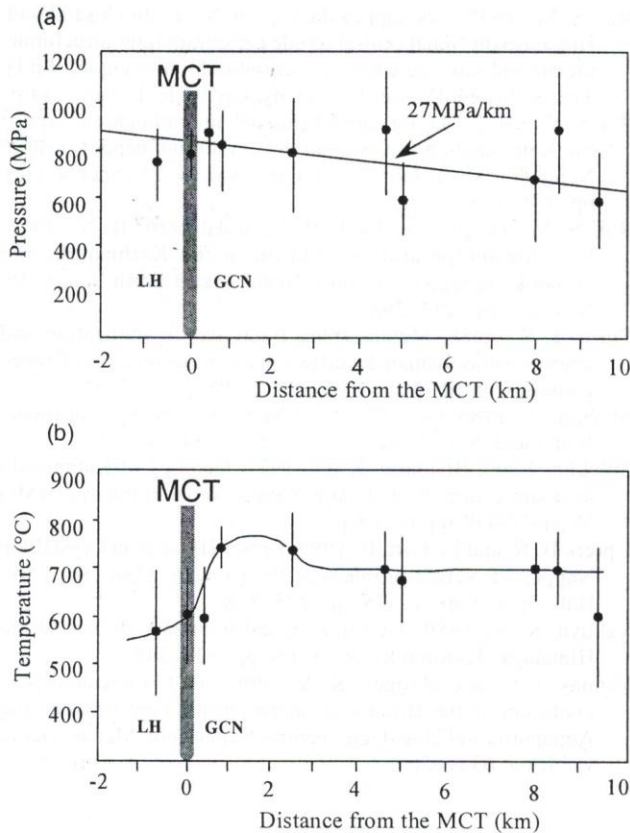 (a)
1200
MCT
1000
27MPa/km
800
600
400
200
LH
GCN
Pressure (MPa)
-2 0 2 4 6 8 10
Distance from the MCT (km)
(b)
900
MCT
800
700
600
500
400
300
LH
GCN
Temperature (°C)
-2 0 2 4 6 8 10
Distance from the MCT (km)